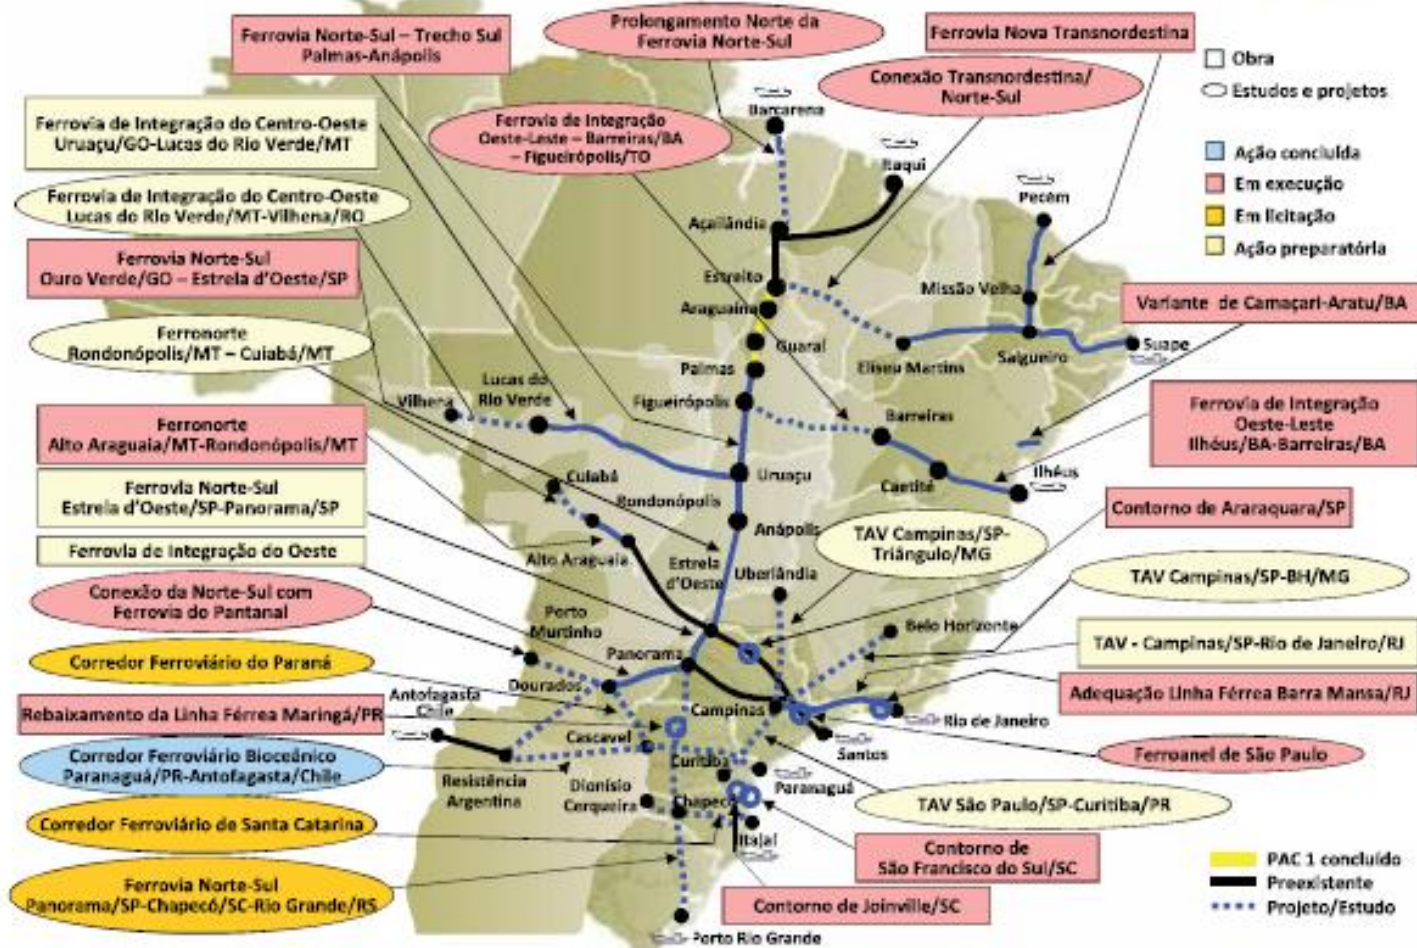 Ferrovia Norte-Sul – Trecho Sul
Palmas-Anápolis
Prolongamento Norte da
Ferrovia Norte-Sul
Ferrovia Nova Transnordestina
Conexão Transnordestina/
Norte-Sul
Obra
Estudos e projetos
Ação concluída
Em execução
Em licitação
Ação preparatória
Ferrovia de Integração do Centro-Oeste
Uruaçu/GO-Lucas do Rio Verde/MT
Ferrovia de Integração
Oeste-Leste – Barreiras/BA
– Figueirópolis/TO
Ferrovia de Integração do Centro-Oeste
Lucas do Rio Verde/MT-Vilhena/RO
Ferrovia Norte-Sul
Ouro Verde/GO – Estrela d'Oeste/SP
Ferronorte
Rondonópolis/MT – Cuiabá/MT
Ferronorte
Alto Araguaia/MT-Rondonópolis/MT
Ferrovia Norte-Sul
Estrela d'Oeste/SP-Panorama/SP
Ferrovia de Integração do Oeste
Conexão da Norte-Sul com
Ferrovia do Pantanal
Corredor Ferroviário do Paraná
Rebaixamento da Linha Férrea Maringá/PR
Corredor Ferroviário Bioceânico
Paranaguá/PR-Antofagasta/Chile
Corredor Ferroviário de Santa Catarina
Ferrovia Norte-Sul
Panorama/SP-Chapecó/SC-Rio Grande/RS
Barcarena
Itaqui
Pecém
Açailândia
Estreito
Araguaína
Guaraí
Palmas
Figueirópolis
Missão Velha
Salgueiro
Suape
Eliseu Martins
Barreiras
Caetité
Ilhéus
Vilhena
Lucas do
Rio Verde
Uruaçu
Cuiabá
Rondonópolis
Anápolis
Alto Araguaia
Estrela
d'Oeste
Uberlândia
Porto
Murtinho
Panorama
Belo Horizonte
Dourados
Campinas
Rio de Janeiro
Santos
Antofagasta
Chile
Cascavel
Curitiba
Paranaguá
Resistência
Argentina
Dionísio
Cerqueira
Chapecó
Itajaí
Porto Rio Grande
Variante de Camaçari-Aratu/BA
Ferrovia de Integração
Oeste-Leste
Ilhéus/BA-Barreiras/BA
Contorno de Araraquara/SP
TAV Campinas/SP-
Triângulo/MG
TAV Campinas/SP-BH/MG
TAV - Campinas/SP-Rio de Janeiro/RJ
Adequação Linha Férrea Barra Mansa/RJ
Ferroanel de São Paulo
TAV São Paulo/SP-Curitiba/PR
Contorno de
São Francisco do Sul/SC
Contorno de Joinville/SC
PAC 1 concluído
Preexistente
Projeto/Estudo